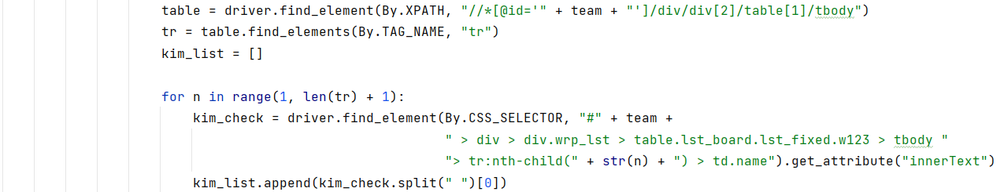 table = driver.find_element(By.XPATH, "//*[@id='" + team + "']/div/div[2]/table[1]/tbody")
tr = table.find_elements(By.TAG_NAME, "tr")
kim_list = []
for n in range(1, len(tr) + 1):
kim_check = driver.find_element(By.CSS_SELECTOR, "#" + team +
" > div > div.wrp_lst > table.lst_board.lst_fixed.w123 > tbody "
"> tr:nth-child(" + str(n) + ") > td.name").get_attribute("innerText")
kim_list.append(kim_check.split(" ")[0])